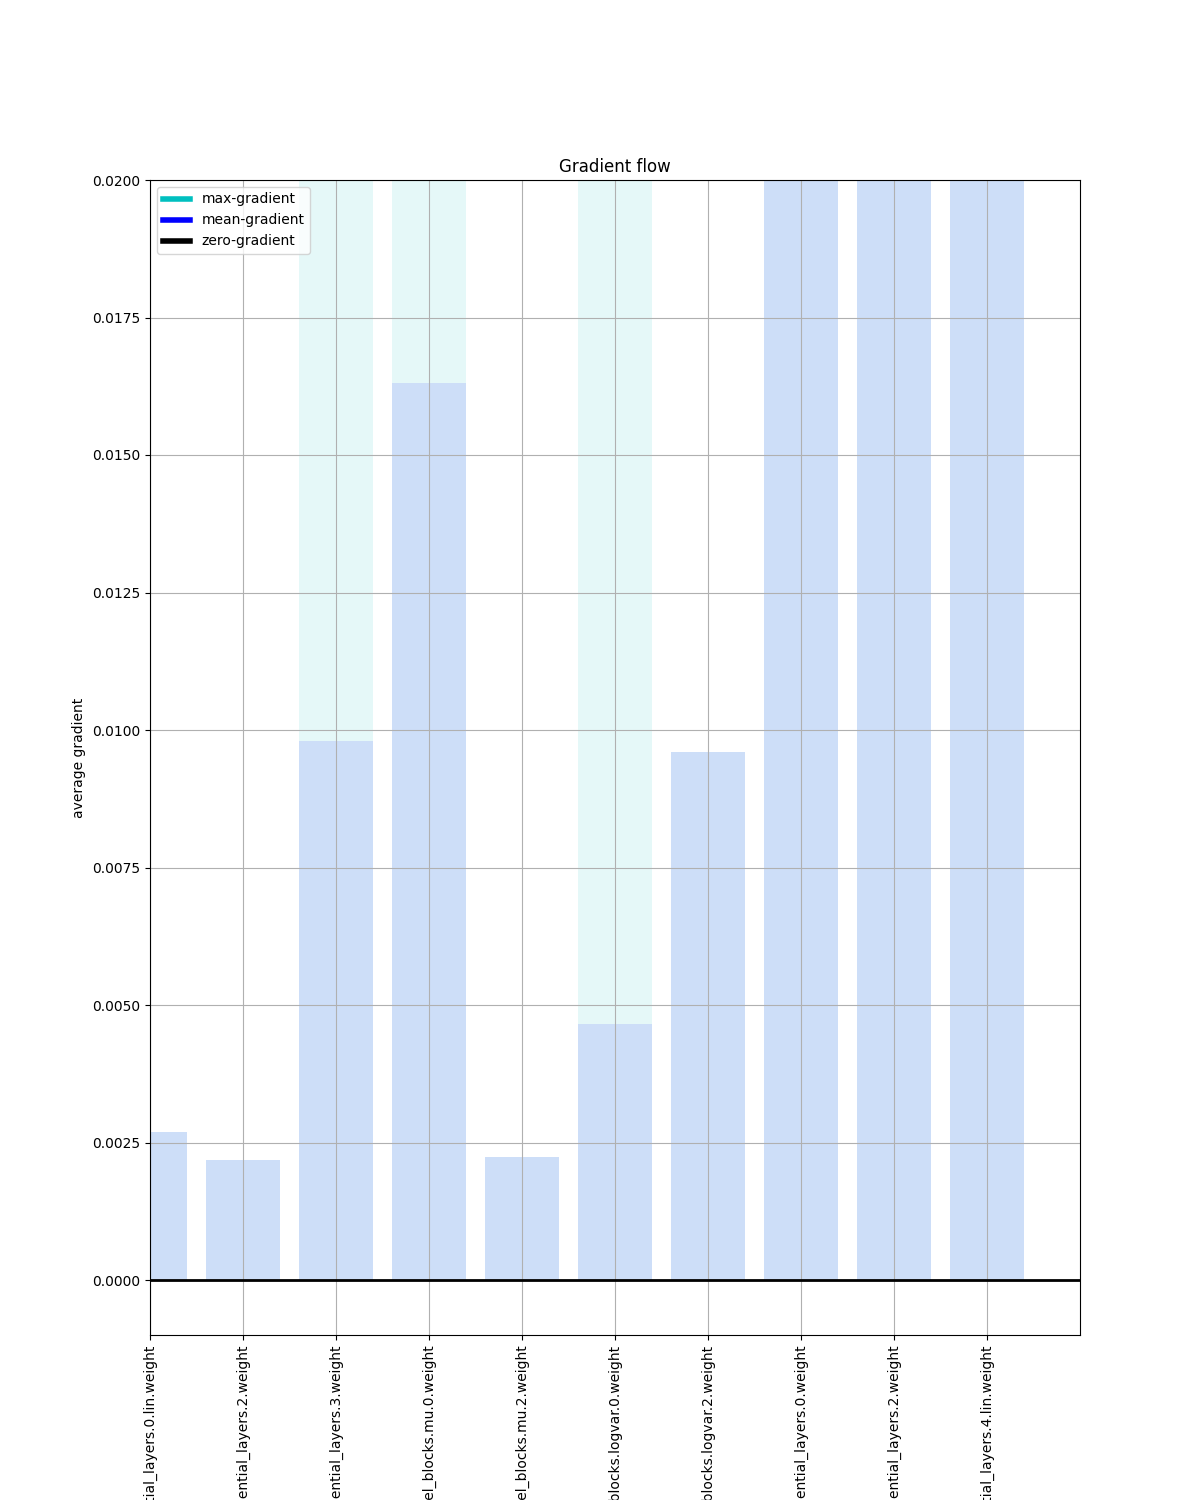 Gradient flow
max-gradient
mean-gradient
zero-gradient
average gradient
0.0200
0.0175
0.0150
0.0125
0.0100
0.0075
0.0050
0.0025
0.0000
tial_layers.0.lin.weight
ential_layers.2.weight
ential_layers.3.weight
el_blocks.mu.0.weight
el_blocks.mu.2.weight
blocks.logvar.0.weight
blocks.logvar.2.weight
ential_layers.0.weight
ential_layers.2.weight
tial_layers.4.lin.weight